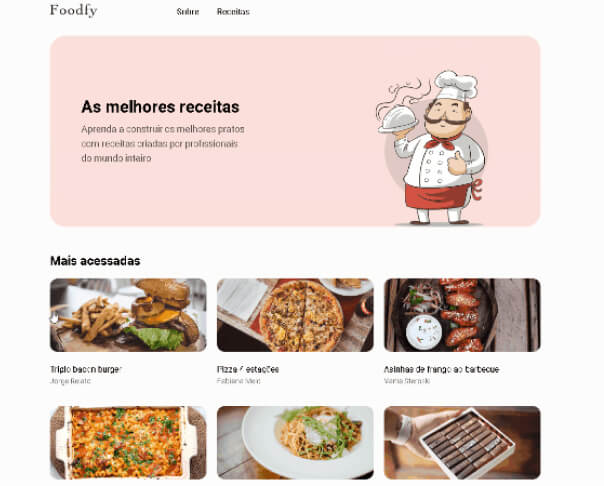 Foodfy
Sobre Receitas
As melhores receitas
Aprenda a construir os melhores pratos
com receitas criadas por profissionais
do mundo inteiro
Mais acessadas
Triplo bacon burger
Pizza 4 estações
Asinhas de frango ao barbecue
Jorge Relato
Fabiana Melo
Vania Steroski